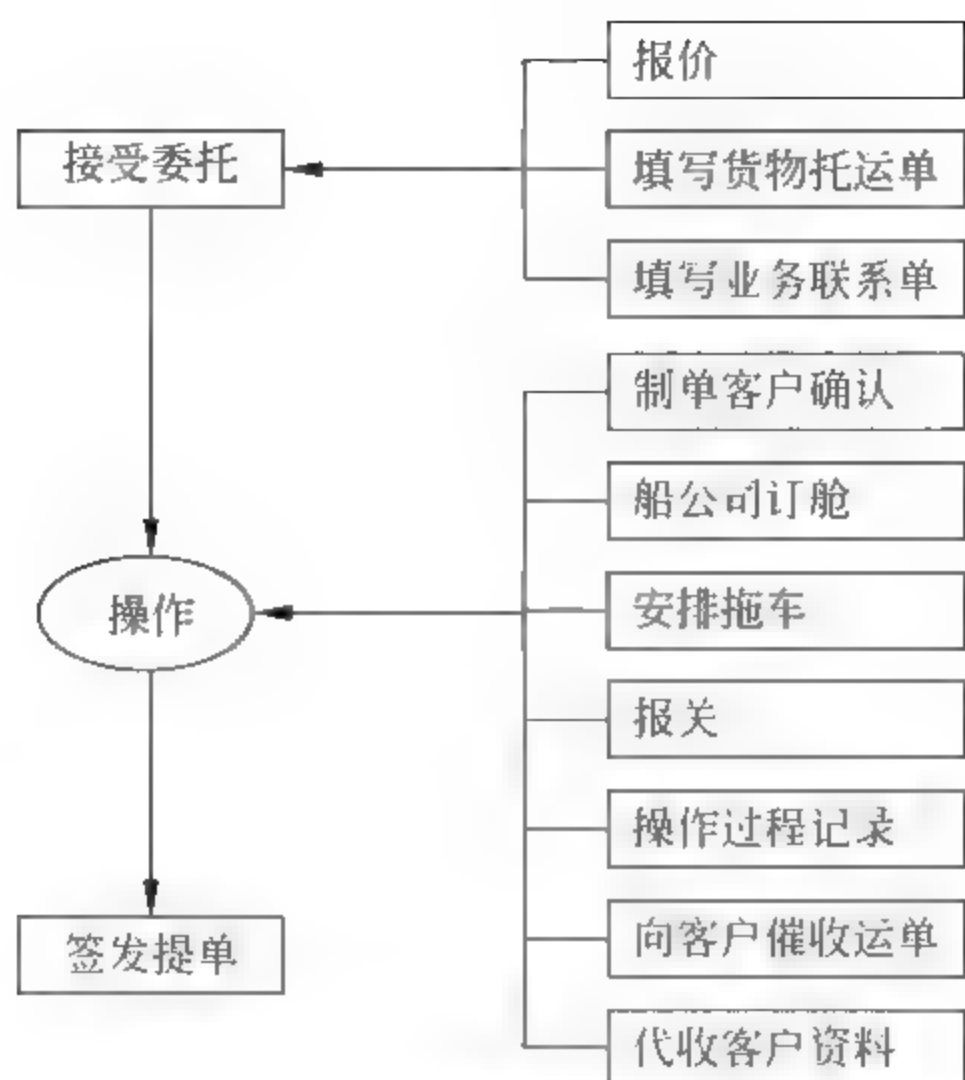 报价
接受委托
填写货物托运单
填写业务联系单
制单客户确认
船公司订舱
操作
安排拖车
报关
操作过程记录
签发提单
向客户催收运单
代收客户资料